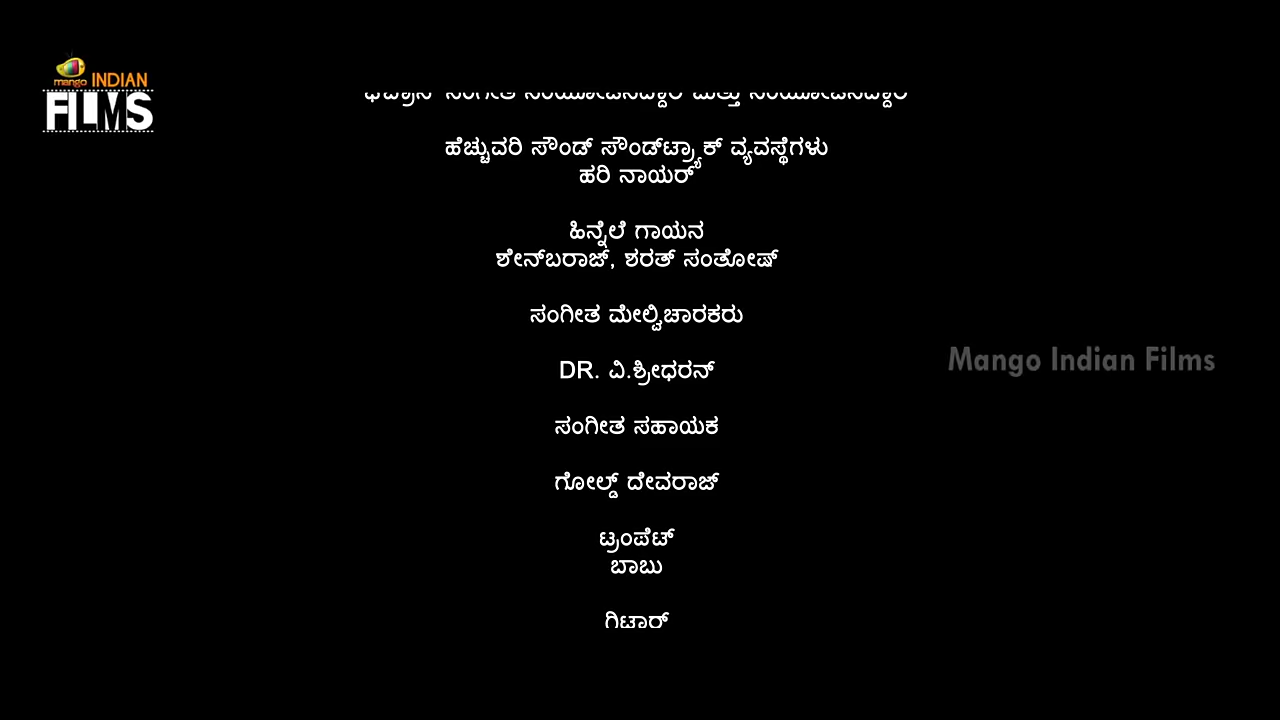 mango INDIAN
FILMS
ಹೆಚ್ಚುವರಿ ಸೌಂಡ್ ಸೌಂಡ್‌ಟ್ರ್ಯಾಕ್ ವ್ಯವಸ್ಥೆಗಳು
ಹರಿ ನಾಯರ್
ಹಿನ್ನೆಲೆ ಗಾಯನ
ಶೇನ್‌ಬರಾಜ್, ಶರತ್ ಸಂತೋಷ್
ಸಂಗೀತ ಮೇಲ್ವಿಚಾರಕರು
Mango Indian Films
DR. ವಿ.ಶ್ರೀಧರನ್
ಸಂಗೀತ ಸಹಾಯಕ
ಗೋಲ್ಡ್ ದೇವರಾಜ್
ಟ್ರಂಪೆಟ್
ಬಾಬು
ಗಿಟಾರ್